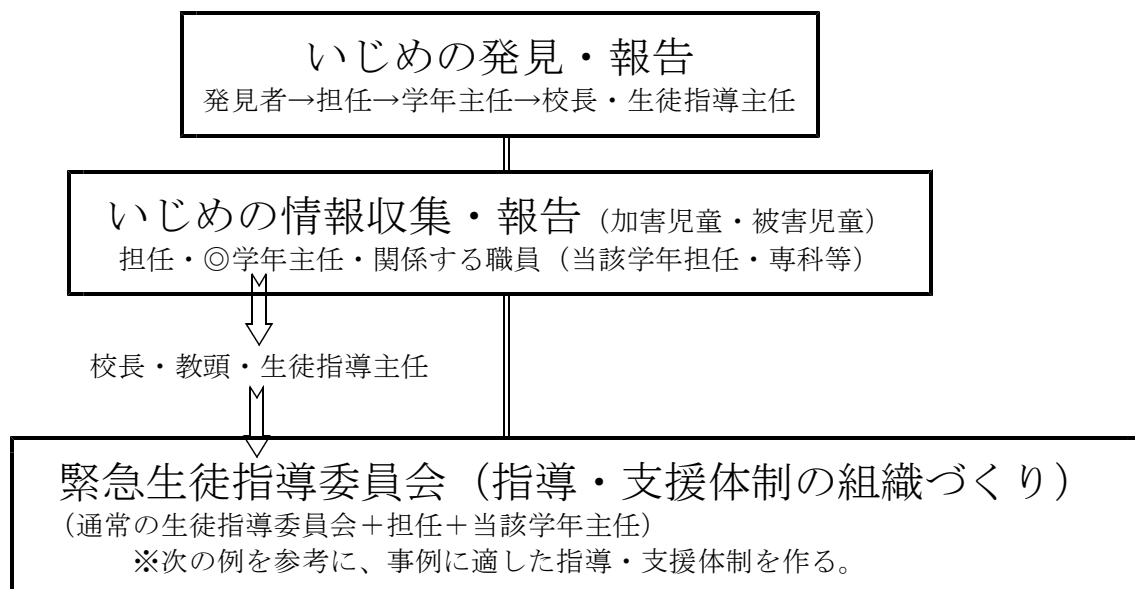 いじめの発見・報告
発見者→担任→学年主任→校長・生徒指導主任
いじめの情報収集・報告（加害児童・被害児童）
担任・◎学年主任・関係する職員（当該学年担任・専科等）
校長・教頭・生徒指導主任
緊急生徒指導委員会（指導・支援体制の組織づくり）
（通常の生徒指導委員会＋担任＋当該学年主任）
※次の例を参考に、事例に適した指導・支援体制を作る。